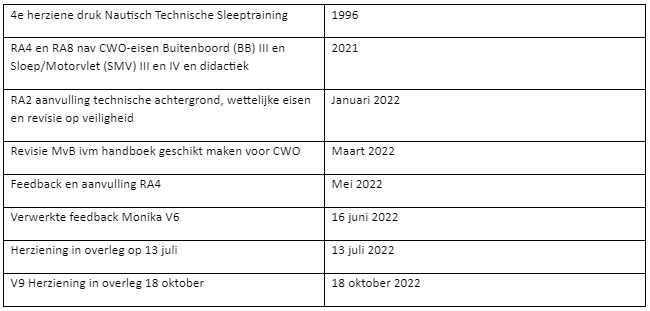 4e herziene druk Nautisch Technische Sleeptraining 1996
RA4 en RA8 nav CWO-eisen Buitenboord (BB) III en 2021
Sloep/Motorvlet (SMV) III en IV en didactiek
RA2 aanvulling technische achtergrond, wettelijke eisen Januari 2022
en revisie op veiligheid
Revisie MvB ivm handboek geschikt maken voor CWO Maart 2022
Feedback en aanvulling RA4 Mei 2022
Verwerkte feedback Monika V6 16 juni 2022
Herziening in overleg op 13 juli 13 juli 2022
V9 Herziening in overleg 18 oktober 18 oktober 2022